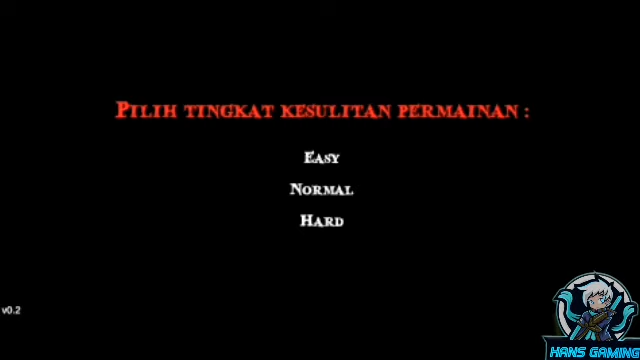 Pilih tingkat kesulitan permainan :
Easy
Normal
Hard
v0.2
HANS GAMING